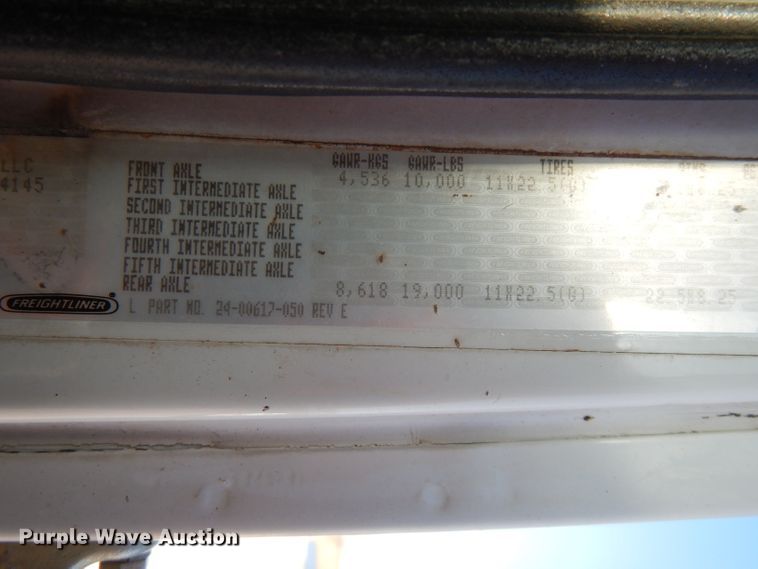 GAWR-KGS GAWR-LBS TIRES
LLC FRONT AXLE 4,536 10,000 11X22.5(G)
4145 FIRST INTERMEDIATE AXLE
SECOND INTERMEDIATE AXLE
THIRD INTERMEDIATE AXLE
FOURTH INTERMEDIATE AXLE
FIFTH INTERMEDIATE AXLE
REAR AXLE 8,618 19,000 11X22.5(G) 22.5X8.25
FREIGHTLINER L PART NO. 24-00617-050 REV E
Purple Wave Auction